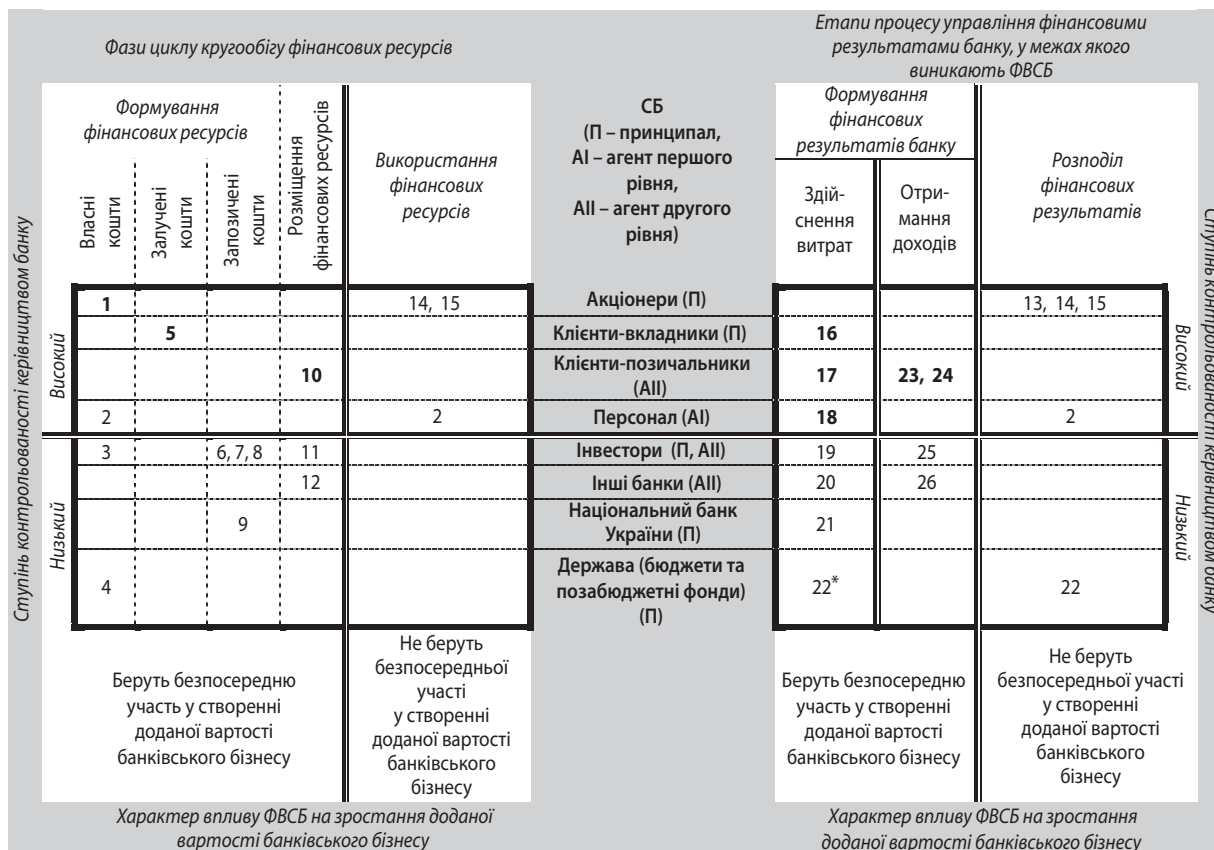 Фази циклу кругообігу фінансових ресурсів
Етапи процесу управління фінансовими
результатами банку, у межах якого
виникають ФВСБ
Формування
фінансових ресурсів
Власні
кошти
Залучені
кошти
Запозичені
кошти
Розміщення
фінансових ресурсів
Використання
фінансових
ресурсів
СБ
(П – принципал,
АІ – агент першого
рівня,
АІІ – агент другого
рівня)
Формування
фінансових
результатів банку
Здій-
снення
витрат
Отри-
мання
доходів
Розподіл
фінансових
результатів
Ступінь контрольованості керівництвом банку
Високий
1 14, 15 Акціонери (П) 13, 14, 15
5 Клієнти-вкладники (П) 16
10 Клієнти-позичальники
(АІІ) 17 23, 24
2 2 Персонал (АІ) 18 2
Високий
Низький
3 6, 7, 8 11 Інвестори (П, АІІ) 19 25
12 Інші банки (АІІ) 20 26
9 Національний банк
України (П) 21
4 Держава (бюджети та
позабюджетні фонди)
(П) 22* 22
Низький
Ступінь контрольованості керівництвом банку
Беруть безпосередню
участь у створенні
доданої вартості
банківського бізнесу
Не беруть
безпосередньої
участі
у створенні
доданої вартості
банківського
бізнесу
Беруть безпосередню
участь у створенні
доданої вартості
банківського бізнесу
Не беруть
безпосередньої участі
у створенні
доданої вартості
банківського
бізнесу
Характер впливу ФВСБ на зростання доданої
вартості банківського бізнесу
Характер впливу ФВСБ на зростання
доданої вартості банківського бізнесу